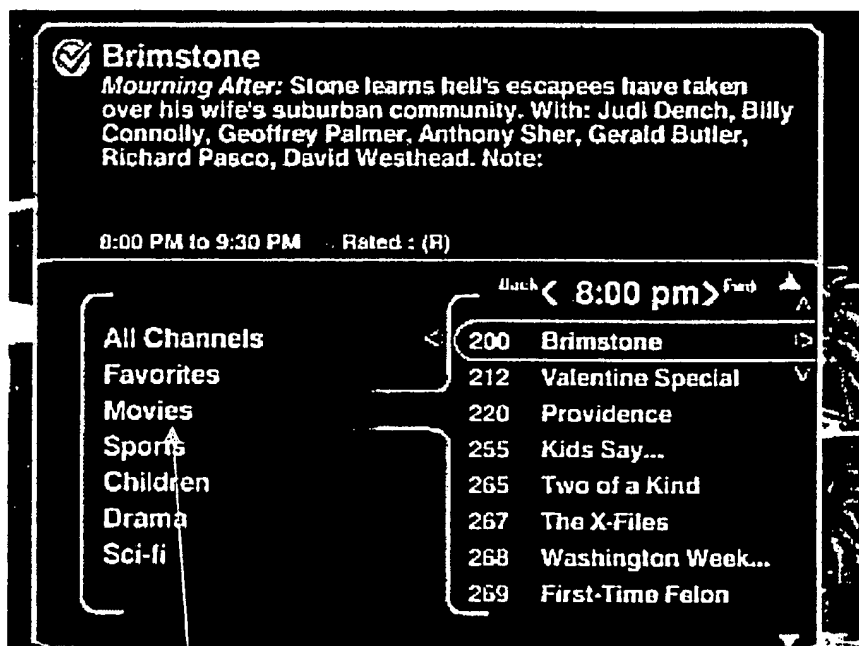 Brimstone
Mourning After: Stone learns hell's escapees have taken
over his wife's suburban community. With: Judi Dench, Billy
Connolly, Geoffrey Palmer, Anthony Sher, Gerald Butler,
Richard Pasco, David Westhead. Note:
8:00 PM to 9:30 PM Rated : (R)
Back < 8:00 pm > Fwd
All Channels
Favorites
Movies
Sports
Children
Drama
Sci-fi
200 Brimstone
212 Valentine Special
220 Providence
255 Kids Say...
265 Two of a Kind
267 The X-Files
268 Washington Week...
269 First-Time Felon